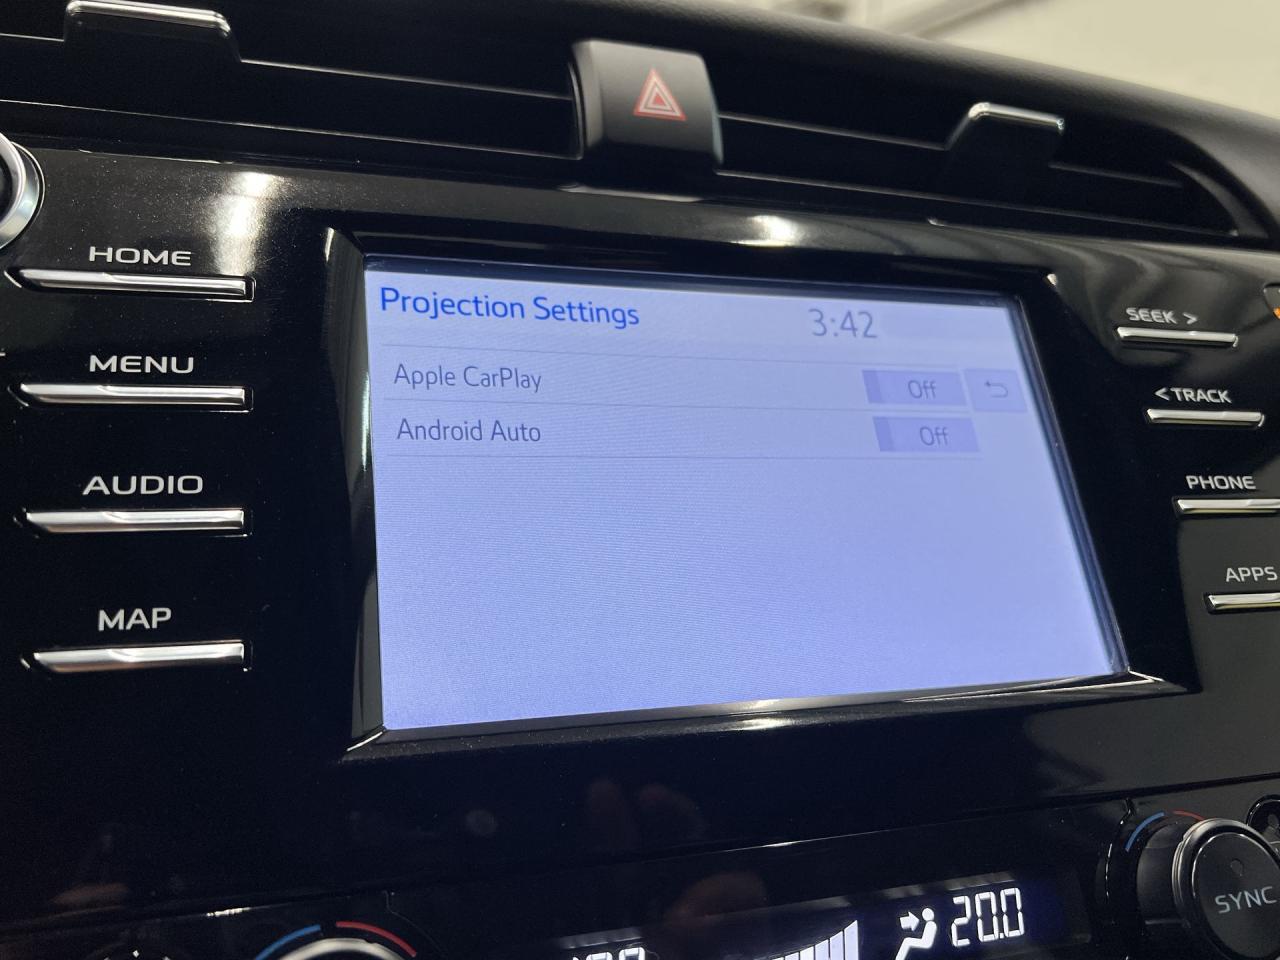 HOME
MENU
AUDIO
MAP
Projection Settings
3:42
Apple CarPlay
Off
Android Auto
Off
SEEK >
< TRACK
PHONE
APPS
20.0
SYNC